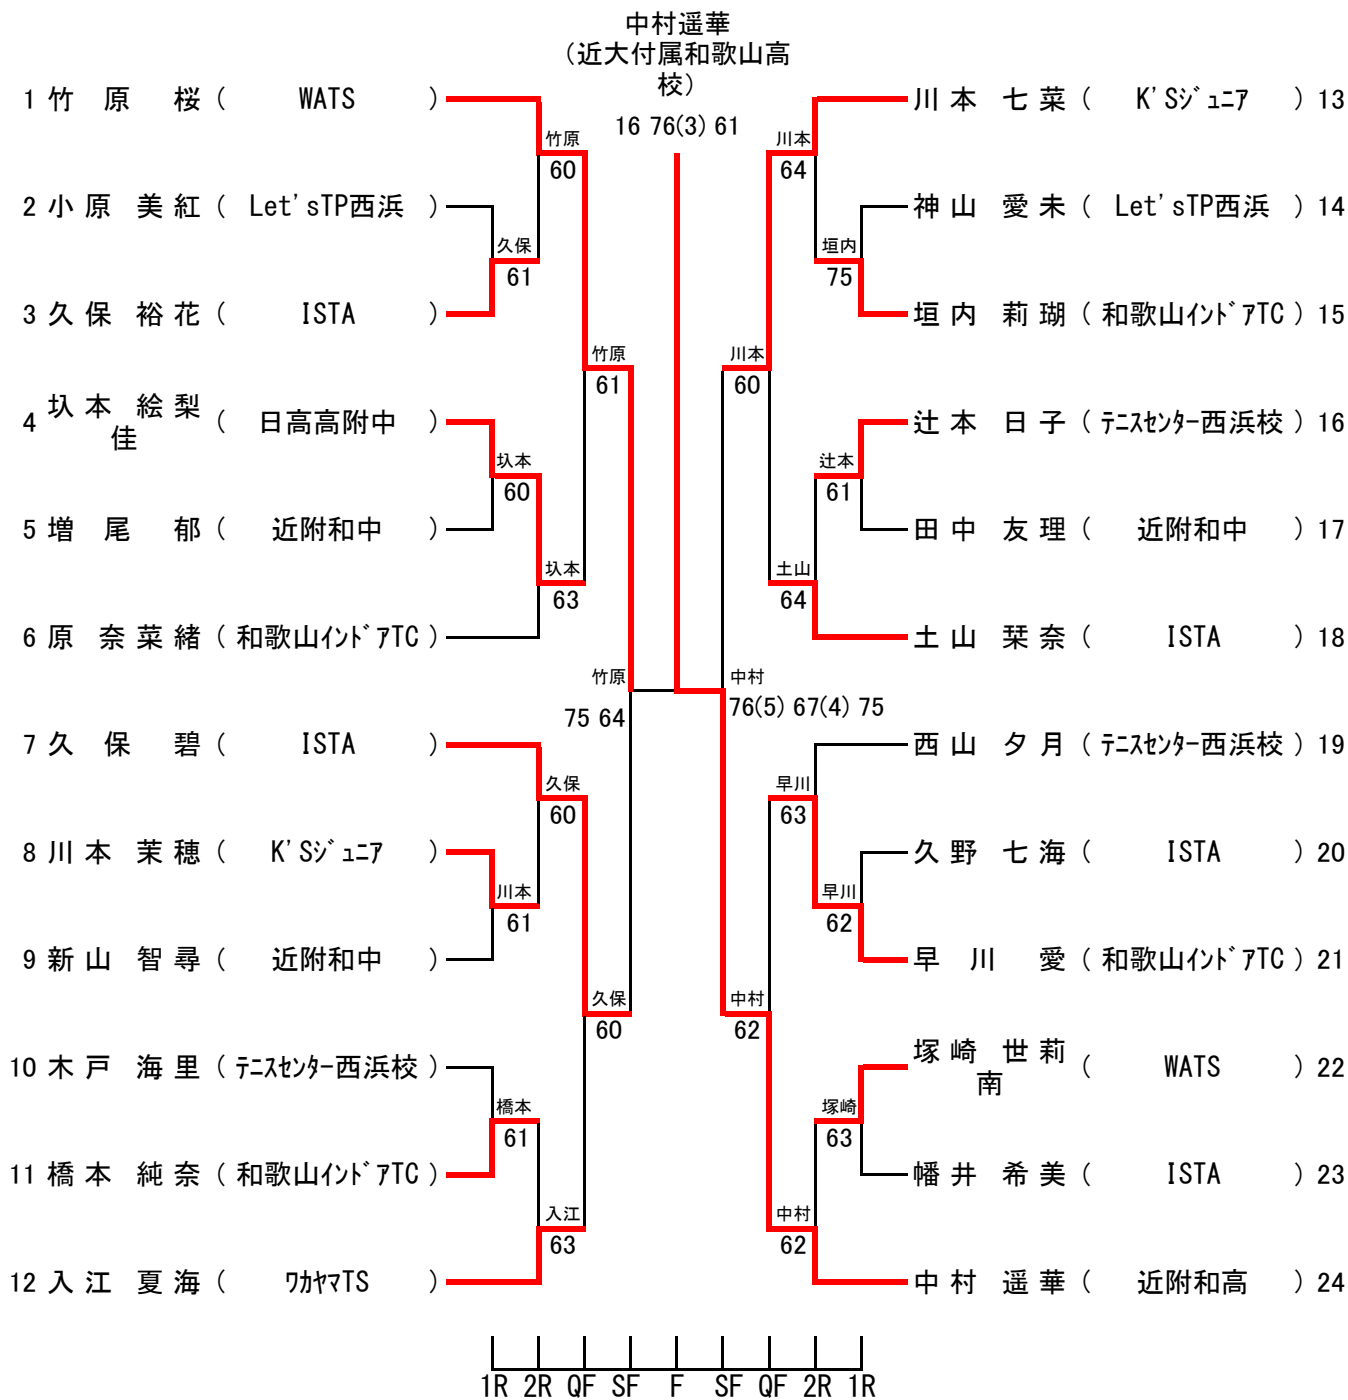 中村遥華
(近大付属和歌山高
校)
16 76(3) 61
1 竹原 桜 ( WATS )
竹原
60
2 小原 美紅 ( Let'sTP西浜 )
久保
61
3 久保 裕花 ( ISTA )
竹原
61
4 圦本 絵梨
佳 ( 日高高附中 )
圦本
60
5 増尾 郁 ( 近附和中 )
圦本
63
6 原 奈菜緒 ( 和歌山インドアTC )
竹原
75 64
7 久保 碧 ( ISTA )
久保
60
8 川本 茉穂 ( K'Sジュニア )
川本
61
9 新山 智尋 ( 近附和中 )
久保
60
10 木戸 海里 ( テニスセンター西浜校 )
橋本
61
11 橋本 純奈 ( 和歌山インドアTC )
入江
63
12 入江 夏海 ( ワカヤマTS )
川本 七菜 ( K'Sジュニア ) 13
川本
64
神山 愛未 ( Let'sTP西浜 ) 14
垣内
75
垣内 莉瑚 ( 和歌山インドアTC ) 15
川本
60
辻本 日子 ( テニスセンター西浜校 ) 16
辻本
61
田中 友理 ( 近附和中 ) 17
土山
64
土山 栞奈 ( ISTA ) 18
中村
76(5) 67(4) 75
西山 夕月 ( テニスセンター西浜校 ) 19
早川
63
久野 七海 ( ISTA ) 20
早川
62
早川 愛 ( 和歌山インドアTC ) 21
中村
62
塚崎 世莉
南 ( WATS ) 22
塚崎
63
幡井 希美 ( ISTA ) 23
中村
62
中村 遥華 ( 近附和高 ) 24
1R 2R QF SF F SF QF 2R 1R